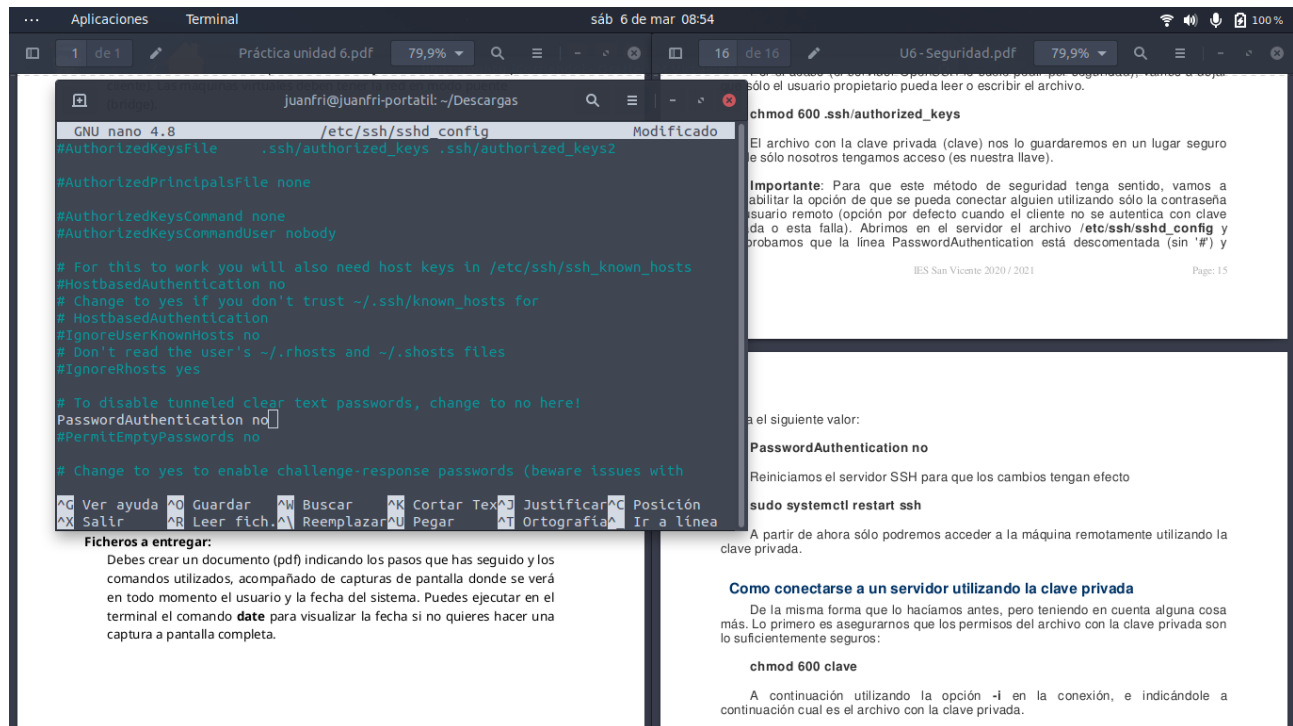 ... Aplicaciones Terminal sáb 6 de mar 08:54 100 %
1 de 1 Práctica unidad 6.pdf 79,9%
16 de 16 U6-Seguridad.pdf 79,9%
(bridge).
juanfri@juanfri-portatil: ~/Descargas
GNU nano 4.8 /etc/ssh/sshd_config Modificado
#AuthorizedKeysFile .ssh/authorized_keys .ssh/authorized_keys2
#AuthorizedPrincipalsFile none
#AuthorizedKeysCommand none
#AuthorizedKeysCommandUser nobody
# For this to work you will also need host keys in /etc/ssh/ssh_known_hosts
#HostbasedAuthentication no
# Change to yes if you don't trust ~/.ssh/known_hosts for
# HostbasedAuthentication
#IgnoreUserKnownHosts no
# Don't read the user's ~/.rhosts and ~/.shosts files
#IgnoreRhosts yes
# To disable tunneled clear text passwords, change to no here!
PasswordAuthentication no
#PermitEmptyPasswords no
# Change to yes to enable challenge-response passwords (beware issues with
^G Ver ayuda ^O Guardar ^W Buscar ^K Cortar Tex^J Justificar^C Posición
^X Salir ^R Leer fich.^\ Reemplazar^U Pegar ^T Ortografía^_ Ir a línea
Ficheros a entregar:
Debes crear un documento (pdf) indicando los pasos que has seguido y los
comandos utilizados, acompañado de capturas de pantalla donde se verá
en todo momento el usuario y la fecha del sistema. Puedes ejecutar en el
terminal el comando date para visualizar la fecha si no quieres hacer una
captura a pantalla completa.
sólo el usuario propietario pueda leer o escribir el archivo.
chmod 600 .ssh/authorized_keys
El archivo con la clave privada (clave) nos lo guardaremos en un lugar seguro
e sólo nosotros tengamos acceso (es nuestra llave).
Importante: Para que este método de seguridad tenga sentido, vamos a
abilitar la opción de que se pueda conectar alguien utilizando sólo la contraseña
usuario remoto (opción por defecto cuando el cliente no se autentica con clave
da o esta falla). Abrimos en el servidor el archivo /etc/ssh/sshd_config y
probamos que la línea PasswordAuthentication está descomentada (sin '#') y
IES San Vicente 2020 / 2021 Page: 15
a el siguiente valor:
PasswordAuthentication no
Reiniciamos el servidor SSH para que los cambios tengan efecto
sudo systemctl restart ssh
A partir de ahora sólo podremos acceder a la máquina remotamente utilizando la
clave privada.
Como conectarse a un servidor utilizando la clave privada
De la misma forma que lo hacíamos antes, pero teniendo en cuenta alguna cosa
más. Lo primero es asegurarnos que los permisos del archivo con la clave privada son
lo suficientemente seguros:
chmod 600 clave
A continuación utilizando la opción -i en la conexión, e indicándole a
continuación cual es el archivo con la clave privada.